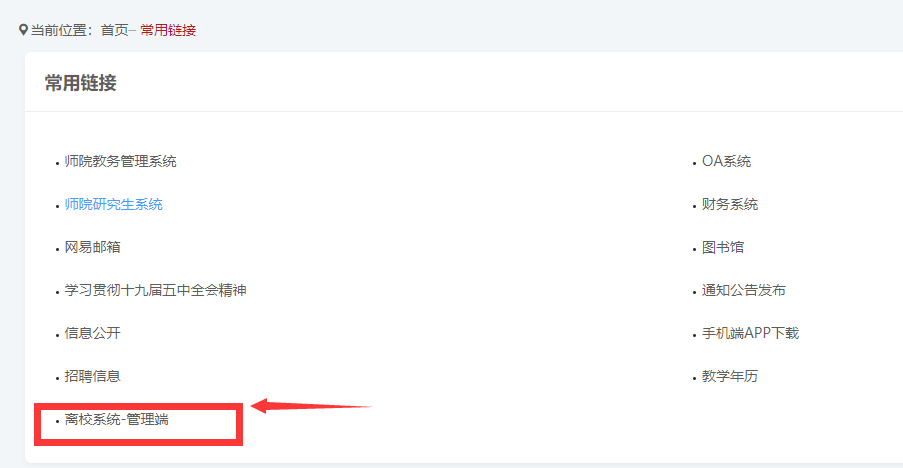 当前位置：首页– 常用链接
常用链接
师院教务管理系统
OA系统
师院研究生系统
财务系统
网易邮箱
图书馆
学习贯彻十九届五中全会精神
通知公告发布
信息公开
手机端APP下载
招聘信息
教学年历
离校系统-管理端